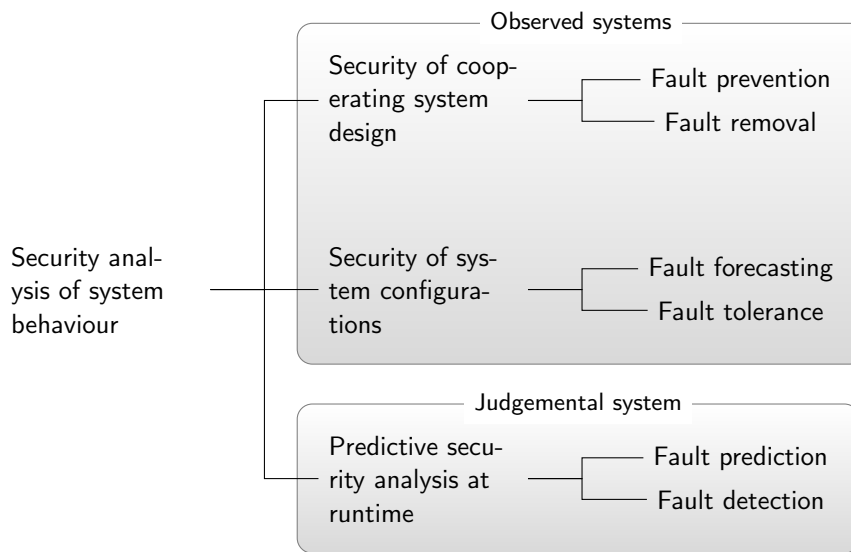 Observed systems
Security of coop-
erating system
design
Fault prevention
Fault removal
Security anal-
ysis of system
behaviour
Security of sys-
tem configura-
tions
Fault forecasting
Fault tolerance
Judgemental system
Predictive secu-
rity analysis at
runtime
Fault prediction
Fault detection